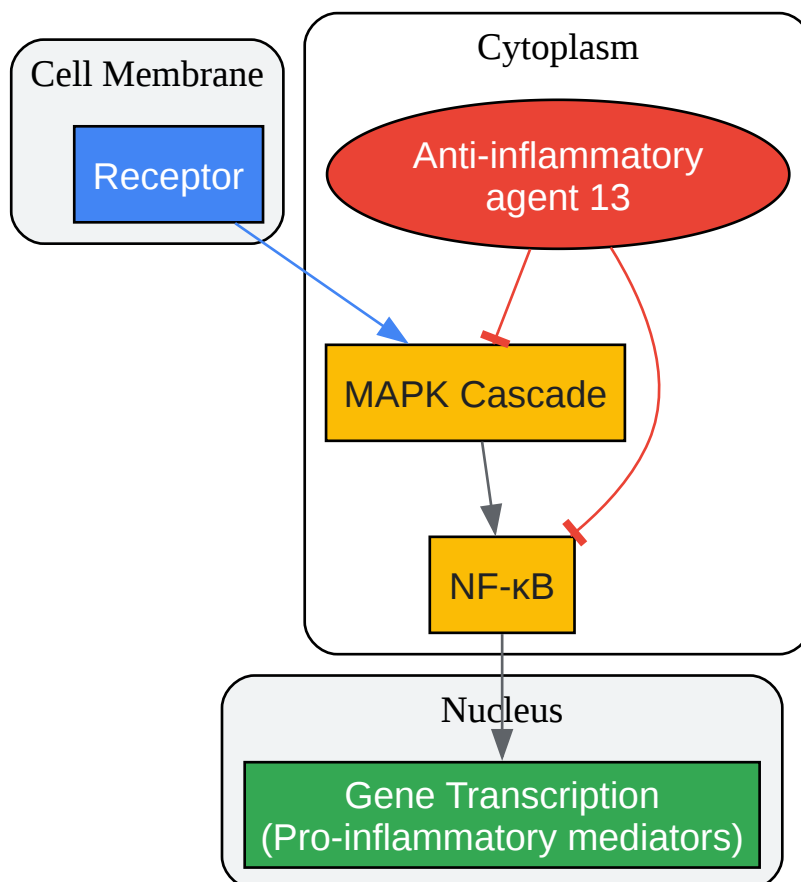 Cell Membrane
Receptor
Cytoplasm
Anti-inflammatory
agent 13
MAPK Cascade
NF-κB
Nucleus
Gene Transcription
(Pro-inflammatory mediators)